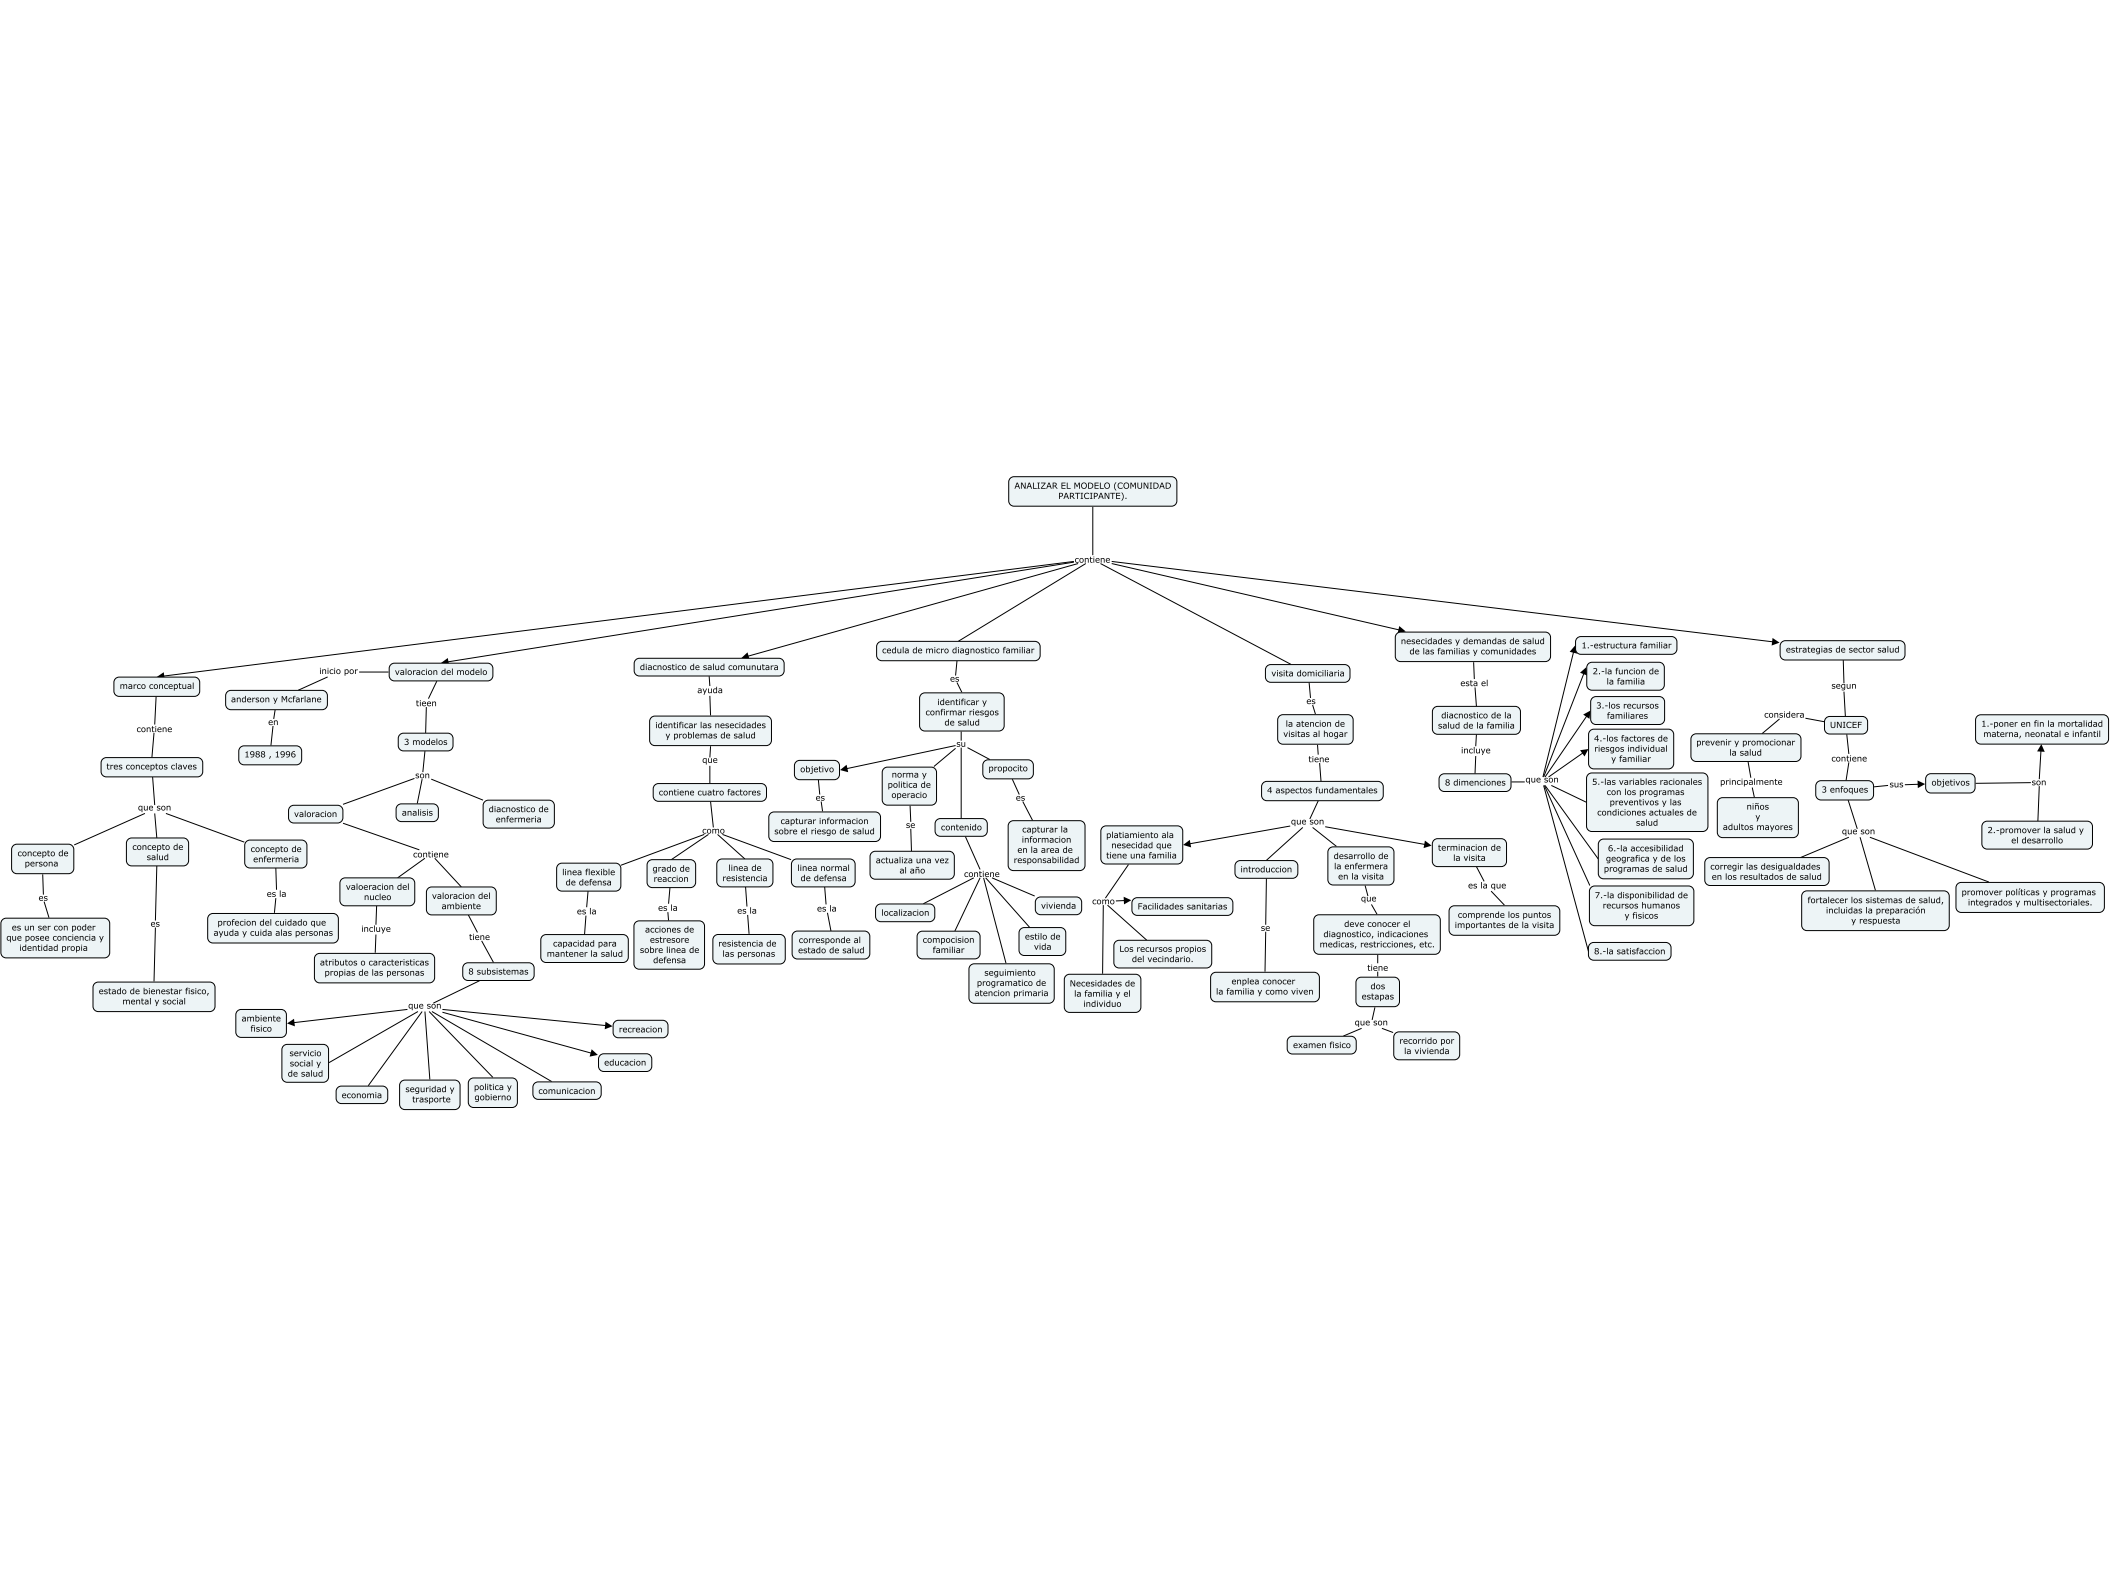 ANALIZAR EL MODELO (COMUNIDAD
PARTICIPANTE).
contiene
marco conceptual
contiene
tres conceptos claves
que son
concepto de
persona
es
es un ser con poder
que posee conciencia y
identidad propia
concepto de
salud
es
estado de bienestar fisico,
mental y social
concepto de
enfermeria
es la
profecion del cuidado que
ayuda y cuida alas personas
valoracion del modelo
inicio por
anderson y Mcfarlane
en
1988 , 1996
tieen
3 modelos
son
valoracion
analisis
diacnostico de
enfermeria
contiene
valoeracion del
nucleo
incluye
atributos o caracteristicas
propias de las personas
valoracion del
ambiente
tiene
8 subsistemas
que son
ambiente
fisico
servicio
social y
de salud
economia
seguridad y
trasporte
politica y
gobierno
comunicacion
educacion
recreacion
diacnostico de salud comunutara
ayuda
identificar las nesecidades
y problemas de salud
que
contiene cuatro factores
como
linea flexible
de defensa
es la
capacidad para
mantener la salud
grado de
reaccion
es la
acciones de
estresore
sobre linea de
defensa
linea de
resistencia
es la
resistencia de
las personas
linea normal
de defensa
es la
corresponde al
estado de salud
cedula de micro diagnostico familiar
es
identificar y
confirmar riesgos
de salud
su
objetivo
es
capturar informacion
sobre el riesgo de salud
norma y
politica de
operacio
se
actualiza una vez
al año
contenido
contiene
localizacion
compocision
familiar
seguimiento
programatico de
atencion primaria
estilo de
vida
vivienda
propocito
es
capturar la
informacion
en la area de
responsabilidad
visita domiciliaria
es
la atencion de
visitas al hogar
tiene
4 aspectos fundamentales
que son
platiamiento ala
nesecidad que
tiene una familia
como
Facilidades sanitarias
Los recursos propios
del vecindario.
Necesidades de
la familia y el
individuo
introduccion
se
enplea conocer
la familia y como viven
desarrollo de
la enfermera
en la visita
que
deve conocer el
diagnostico, indicaciones
medicas, restricciones, etc.
tiene
dos
estapas
que son
examen fisico
recorrido por
la vivienda
terminacion de
la visita
es la que
comprende los puntos
importantes de la visita
nesecidades y demandas de salud
de las familias y comunidades
esta el
diacnostico de la
salud de la familia
incluye
8 dimenciones
que son
1.-estructura familiar
2.-la funcion de
la familia
3.-los recursos
familiares
4.-los factores de
riesgos individual
y familiar
5.-las variables racionales
con los programas
preventivos y las
condiciones actuales de
salud
6.-la accesibilidad
geografica y de los
programas de salud
7.-la disponibilidad de
recursos humanos
y fisicos
8.-la satisfaccion
estrategias de sector salud
segun
UNICEF
considera
prevenir y promocionar
la salud
principalmente
niños
y
adultos mayores
contiene
3 enfoques
sus
objetivos
son
1.-poner en fin la mortalidad
materna, neonatal e infantil
2.-promover la salud y
el desarrollo
que son
corregir las desigualdades
en los resultados de salud
fortalecer los sistemas de salud,
incluidas la preparación
y respuesta
promover políticas y programas
integrados y multisectoriales.